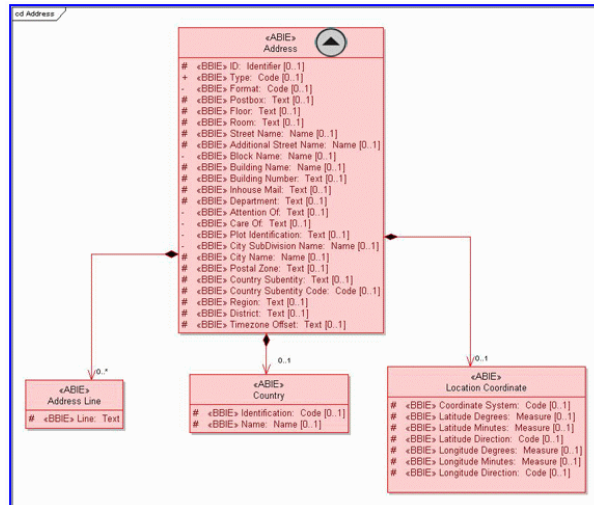 cd Address
«ABIE»
Address
# «BBIE» ID: Identifier [0..1]
+ «BBIE» Type: Code [0..1]
- «BBIE» Format: Code [0..1]
# «BBIE» Postbox: Text [0..1]
# «BBIE» Floor: Text [0..1]
# «BBIE» Room: Text [0..1]
# «BBIE» Street Name: Name [0..1]
# «BBIE» Additional Street Name: Name [0..1]
- «BBIE» Block Name: Name [0..1]
# «BBIE» Building Name: Name [0..1]
# «BBIE» Building Number: Text [0..1]
# «BBIE» Inhouse Mail: Text [0..1]
# «BBIE» Department: Text [0..1]
- «BBIE» Attention Of: Text [0..1]
- «BBIE» Care Of: Text [0..1]
- «BBIE» Plot Identification: Text [0..1]
- «BBIE» City SubDivision Name: Name [0..1]
# «BBIE» City Name: Name [0..1]
# «BBIE» Postal Zone: Text [0..1]
# «BBIE» Country Subentity: Text [0..1]
# «BBIE» Country Subentity Code: Code [0..1]
# «BBIE» Region: Text [0..1]
# «BBIE» District: Text [0..1]
# «BBIE» Timezone Offset: Text [0..1]
0..*
«ABIE»
Address Line
# «BBIE» Line: Text
0..1
«ABIE»
Country
# «BBIE» Identification: Code [0..1]
# «BBIE» Name: Name [0..1]
0..1
«ABIE»
Location Coordinate
# «BBIE» Coordinate System: Code [0..1]
# «BBIE» Latitude Degrees: Measure [0..1]
# «BBIE» Latitude Minutes: Measure [0..1]
# «BBIE» Latitude Direction: Code [0..1]
# «BBIE» Longitude Degrees: Measure [0..1]
# «BBIE» Longitude Minutes: Measure [0..1]
# «BBIE» Longitude Direction: Code [0..1]